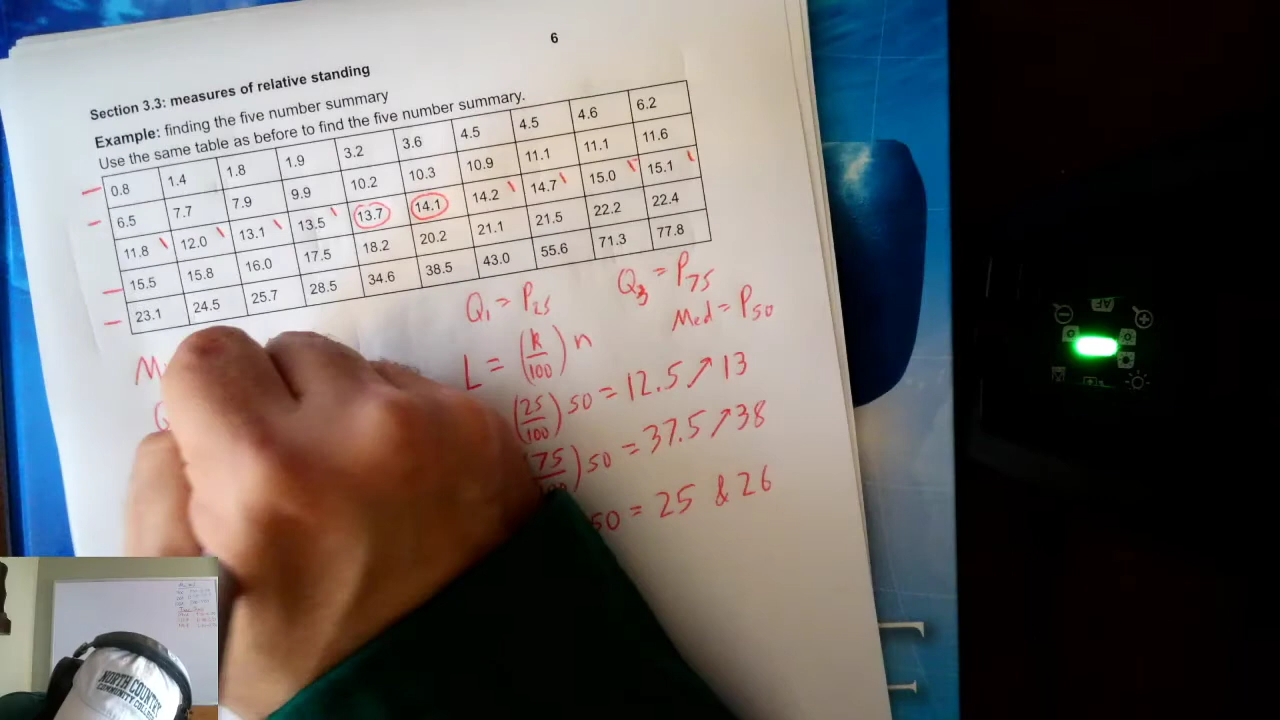 6
Section 3.3: measures of relative standing
Example: finding the five number summary
Use the same table as before to find the five number summary.
0.8 1.4 1.8 1.9 3.2 3.6 4.5 4.5 4.6 6.2
6.5 7.7 7.9 9.9 10.2 10.3 10.9 11.1 11.1 11.6
11.8 12.0 13.1 13.5 13.7 14.1 14.2 14.7 15.0 15.1
15.5 15.8 16.0 17.5 18.2 20.2 21.1 21.5 22.2 22.4
23.1 24.5 25.7 28.5 34.6 38.5 43.0 55.6 71.3 77.8
Q₁ = P₂₅ Q₃ = P₇₅
Med = P₅₀
L = (k/100) n
(25/100) 50 = 12.5 ↗ 13
75 50 = 37.5 ↗ 38
50 = 25 & 26
NORTH COUNTRY
COMMUNITY COLLEGE
AF